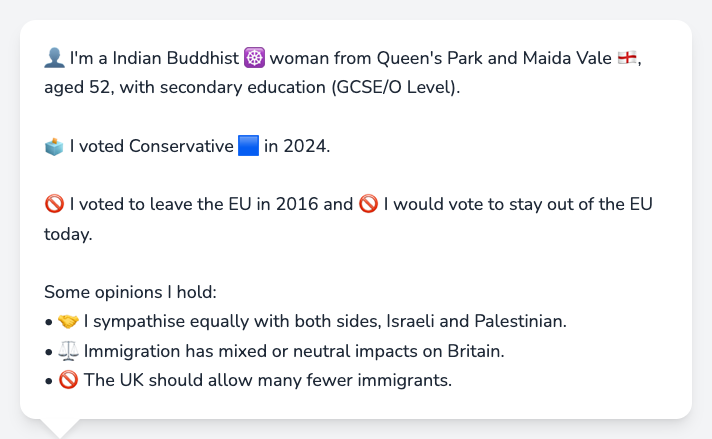 👤 I'm a Indian Buddhist ☸️ woman from Queen's Park and Maida Vale 🏴󠁧󠁢󠁥󠁮󠁧󠁿,
aged 52, with secondary education (GCSE/O Level).
🗳️ I voted Conservative 🟦 in 2024.
🚫 I voted to leave the EU in 2016 and 🚫 I would vote to stay out of the EU
today.
Some opinions I hold:
• 🤝 I sympathise equally with both sides, Israeli and Palestinian.
• ⚖️ Immigration has mixed or neutral impacts on Britain.
• 🚫 The UK should allow many fewer immigrants.